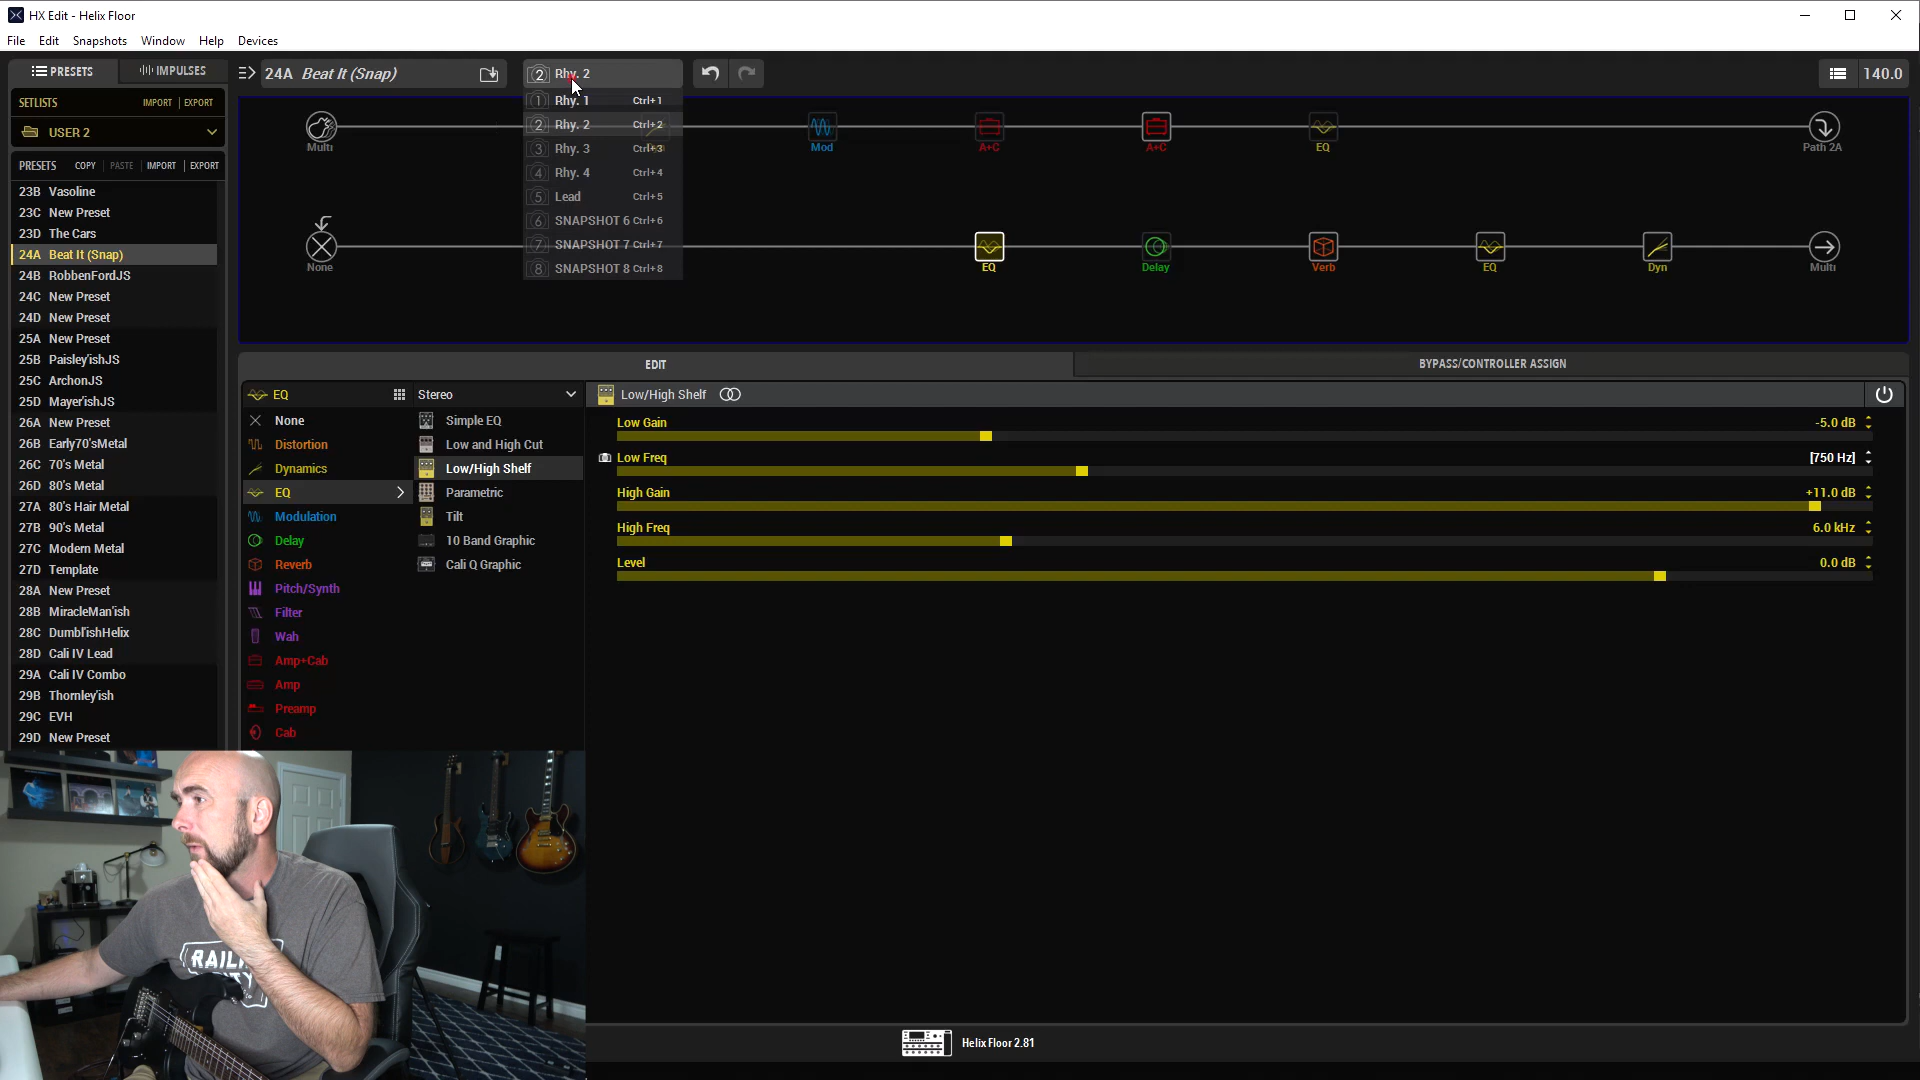 HX Edit - Helix Floor
File Edit Snapshots Window Help Devices
PRESETS IMPULSES
24A Beat It (Snap)
2 Rhy. 2
140.0
SETLISTS IMPORT EXPORT
USER 2
PRESETS COPY PASTE IMPORT EXPORT
23B Vasoline
23C New Preset
23D The Cars
24A Beat It (Snap)
24B RobbenFordJS
24C New Preset
24D New Preset
25A New Preset
25B Paisley'ishJS
25C ArchonJS
25D Mayer'ishJS
26A New Preset
26B Early70'sMetal
26C 70's Metal
26D 80's Metal
27A 80's Hair Metal
27B 90's Metal
27C Modern Metal
27D Template
28A New Preset
28B MiracleMan'ish
28C Dumbl'ishHelix
28D Cali IV Lead
29A Cali IV Combo
29B Thornley'ish
29C EVH
29D New Preset
1 Rhy. 1 Ctrl+1
2 Rhy. 2 Ctrl+2
3 Rhy. 3 Ctrl+3
4 Rhy. 4 Ctrl+4
5 Lead Ctrl+5
6 SNAPSHOT 6 Ctrl+6
7 SNAPSHOT 7 Ctrl+7
8 SNAPSHOT 8 Ctrl+8
Multi Mod A+C A+C EQ Path 2A
None EQ Delay Verb EQ Dyn Multi
EDIT BYPASS/CONTROLLER ASSIGN
EQ
None
Distortion
Dynamics
EQ
Modulation
Delay
Reverb
Pitch/Synth
Filter
Wah
Amp+Cab
Amp
Preamp
Cab
Stereo
Simple EQ
Low and High Cut
Low/High Shelf
Parametric
Tilt
10 Band Graphic
Cali Q Graphic
Low/High Shelf
Low Gain -5.0 dB
Low Freq [750 Hz]
High Gain +11.0 dB
High Freq 6.0 kHz
Level 0.0 dB
Helix Floor 2.81